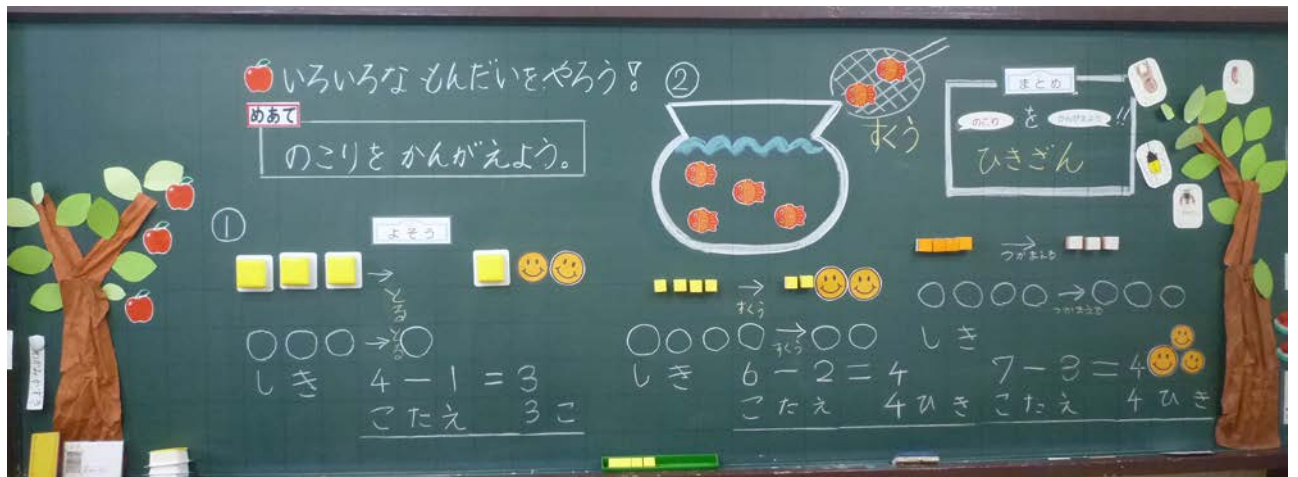 いろいろな もんだいをやろう!
めあて
のこりを かんがえよう。
①
よそう
とる
とる
しき 4-1=3
こたえ 3こ
②
すくう
すくう
すくう
しき 6-2=4
こたえ 4ひき
まとめ
のこり を かんがえよう !!
ひきざん
つかまえる
つかまえる
しき
7-3=4
こたえ 4ひき